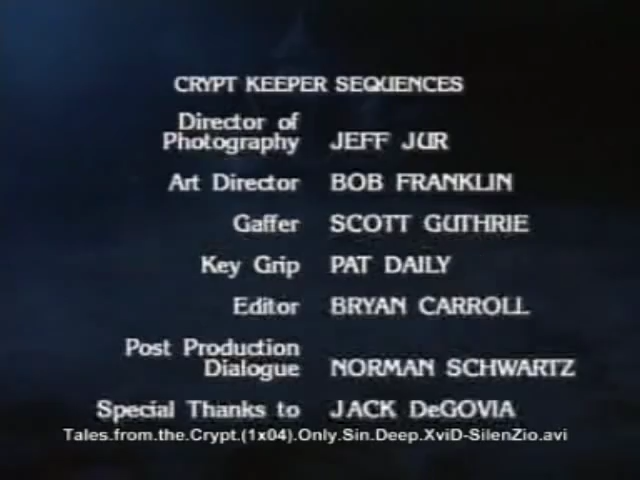 CRYPT KEEPER SEQUENCES
Director of
Photography JEFF JUR
Art Director BOB FRANKLIN
Gaffer SCOTT GUTHRIE
Key Grip PAT DAILY
Editor BRYAN CARROLL
Post Production
Dialogue NORMAN SCHWARTZ
Special Thanks to JACK DeGOVIA
Tales.from.the.Crypt.(1x04).Only.Sin.Deep.XviD-SilenZio.avi